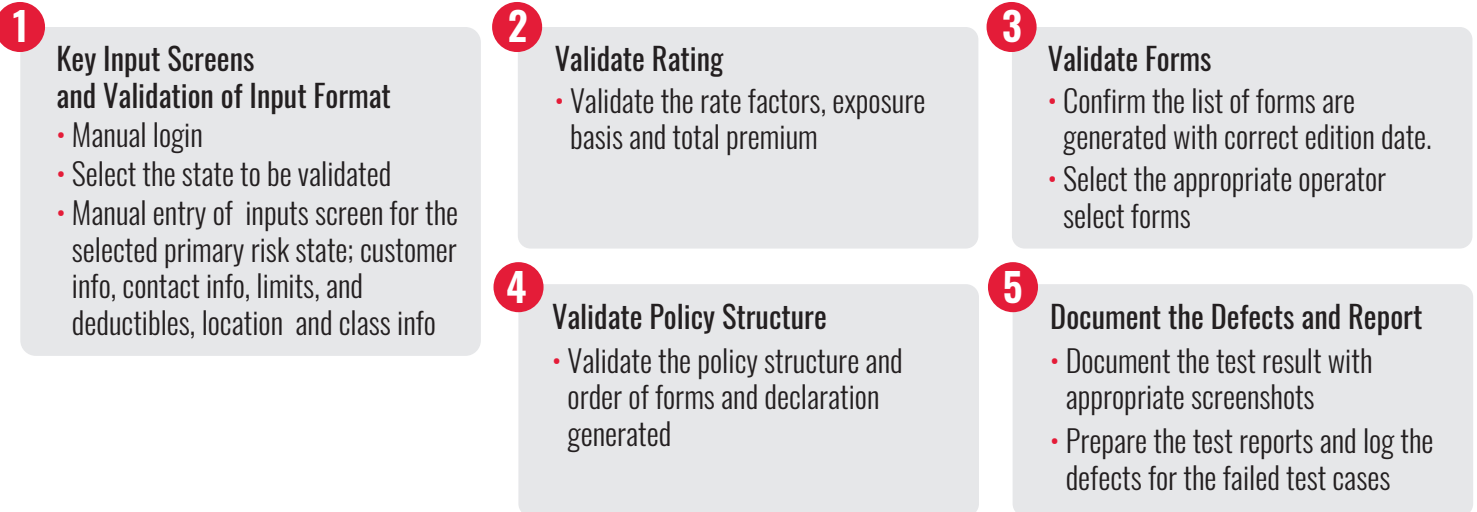 1
Key Input Screens
and Validation of Input Format
• Manual login
• Select the state to be validated
• Manual entry of  inputs screen for the
selected primary risk state; customer
info, contact info, limits, and
deductibles, location  and class info
2
Validate Rating
• Validate the rate factors, exposure
basis and total premium
3
Validate Forms
• Confirm the list of forms are
generated with correct edition date.
• Select the appropriate operator
select forms
4
Validate Policy Structure
• Validate the policy structure and
order of forms and declaration
generated
5
Document the Defects and Report
• Document the test result with
appropriate screenshots
• Prepare the test reports and log the
defects for the failed test cases